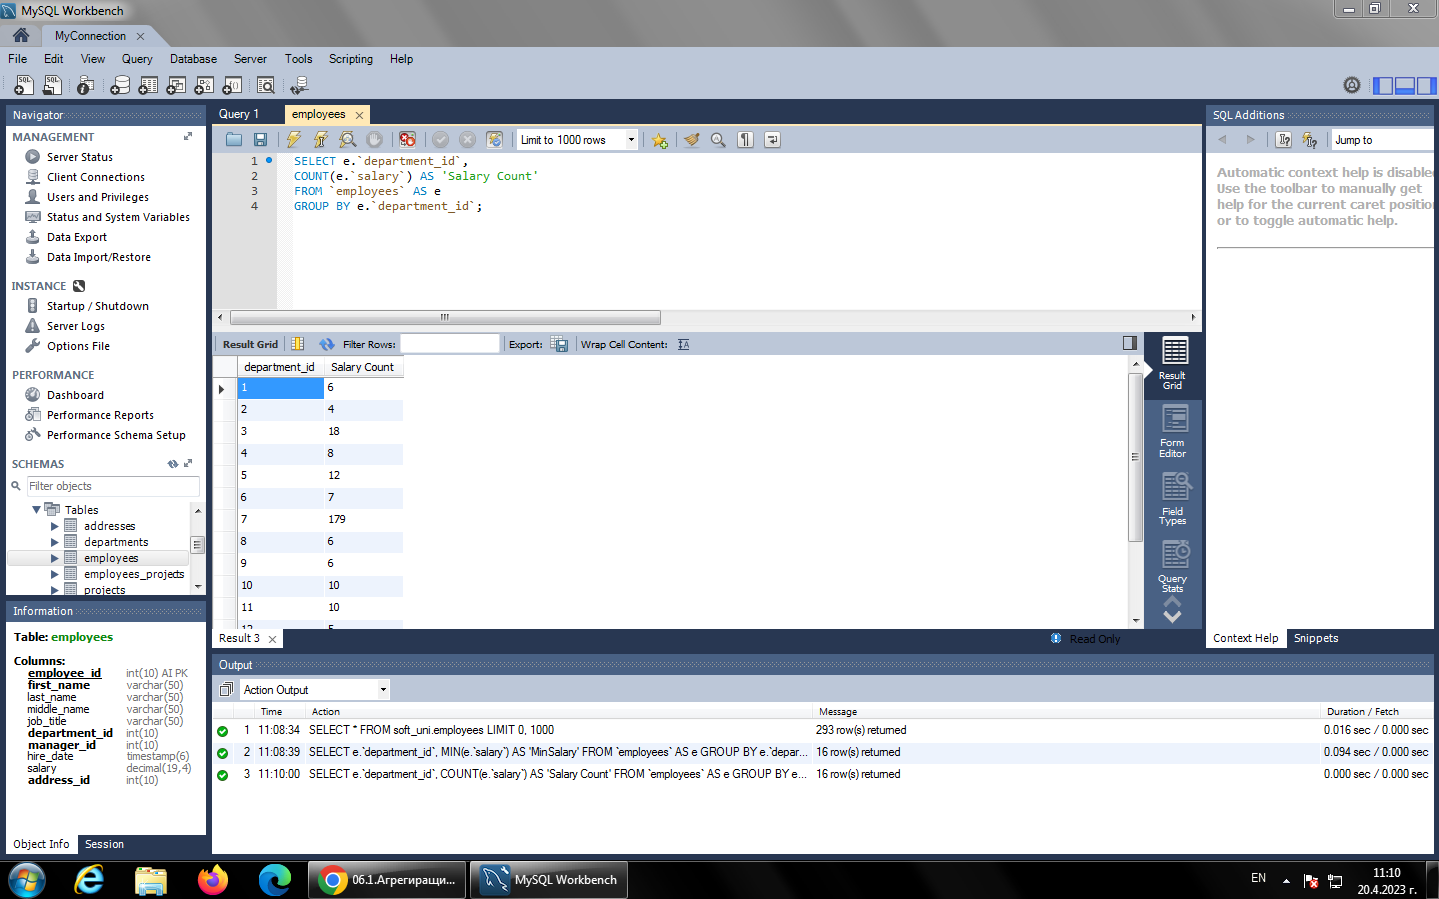 MySQL Workbench
MyConnection
File Edit View Query Database Server Tools Scripting Help
Navigator
MANAGEMENT
Server Status
Client Connections
Users and Privileges
Status and System Variables
Data Export
Data Import/Restore
INSTANCE
Startup / Shutdown
Server Logs
Options File
PERFORMANCE
Dashboard
Performance Reports
Performance Schema Setup
SCHEMAS
Filter objects
Tables
addresses
departments
employees
employees_projects
projects
Information
Table: employees
Columns:
employee_id int(10) AI PK
first_name varchar(50)
last_name varchar(50)
middle_name varchar(50)
job_title varchar(50)
department_id int(10)
manager_id int(10)
hire_date timestamp(6)
salary decimal(19,4)
address_id int(10)
Object Info Session
Query 1 employees
Limit to 1000 rows
1 SELECT e.`department_id`,
2 COUNT(e.`salary`) AS 'Salary Count'
3 FROM `employees` AS e
4 GROUP BY e.`department_id`;
Result Grid Filter Rows: Export: Wrap Cell Content:
department_id Salary Count
1 6
2 4
3 18
4 8
5 12
6 7
7 179
8 6
9 6
10 10
11 10
Result Grid
Form Editor
Field Types
Query Stats
Result 3
Read Only
SQL Additions
Jump to
Automatic context help is disabled
Use the toolbar to manually get
help for the current caret position
or to toggle automatic help.
Context Help Snippets
Output
Action Output
Time Action Message Duration / Fetch
1 11:08:34 SELECT * FROM soft_uni.employees LIMIT 0, 1000 293 row(s) returned 0.016 sec / 0.000 sec
2 11:08:39 SELECT e.`department_id`, MIN(e.`salary`) AS 'MinSalary' FROM `employees` AS e GROUP BY e.`depar... 16 row(s) returned 0.094 sec / 0.000 sec
3 11:10:00 SELECT e.`department_id`, COUNT(e.`salary`) AS 'Salary Count' FROM `employees` AS e GROUP BY e... 16 row(s) returned 0.000 sec / 0.000 sec
06.1.Агрегиращи...
MySQL Workbench
EN
11:10
20.4.2023 г.